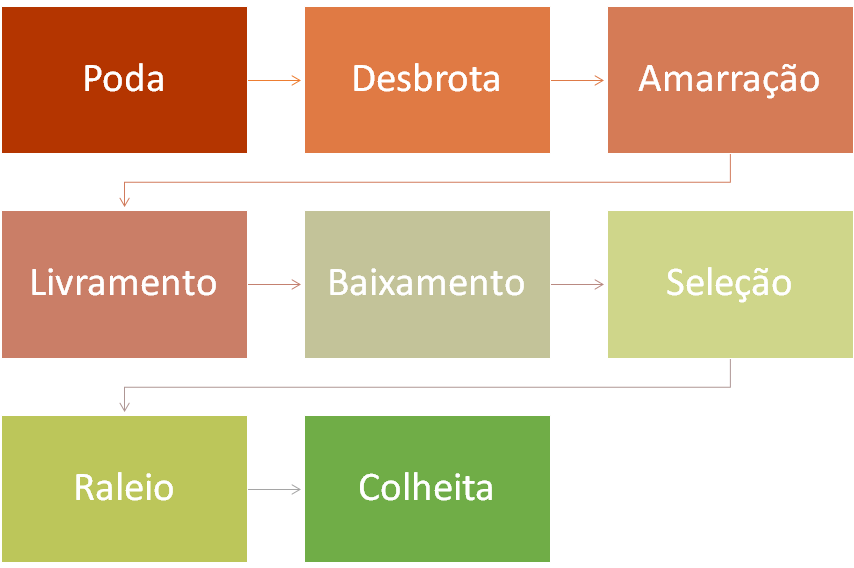 Poda
Desbrota
Amarração
Livramento
Baixamento
Seleção
Raleio
Colheita